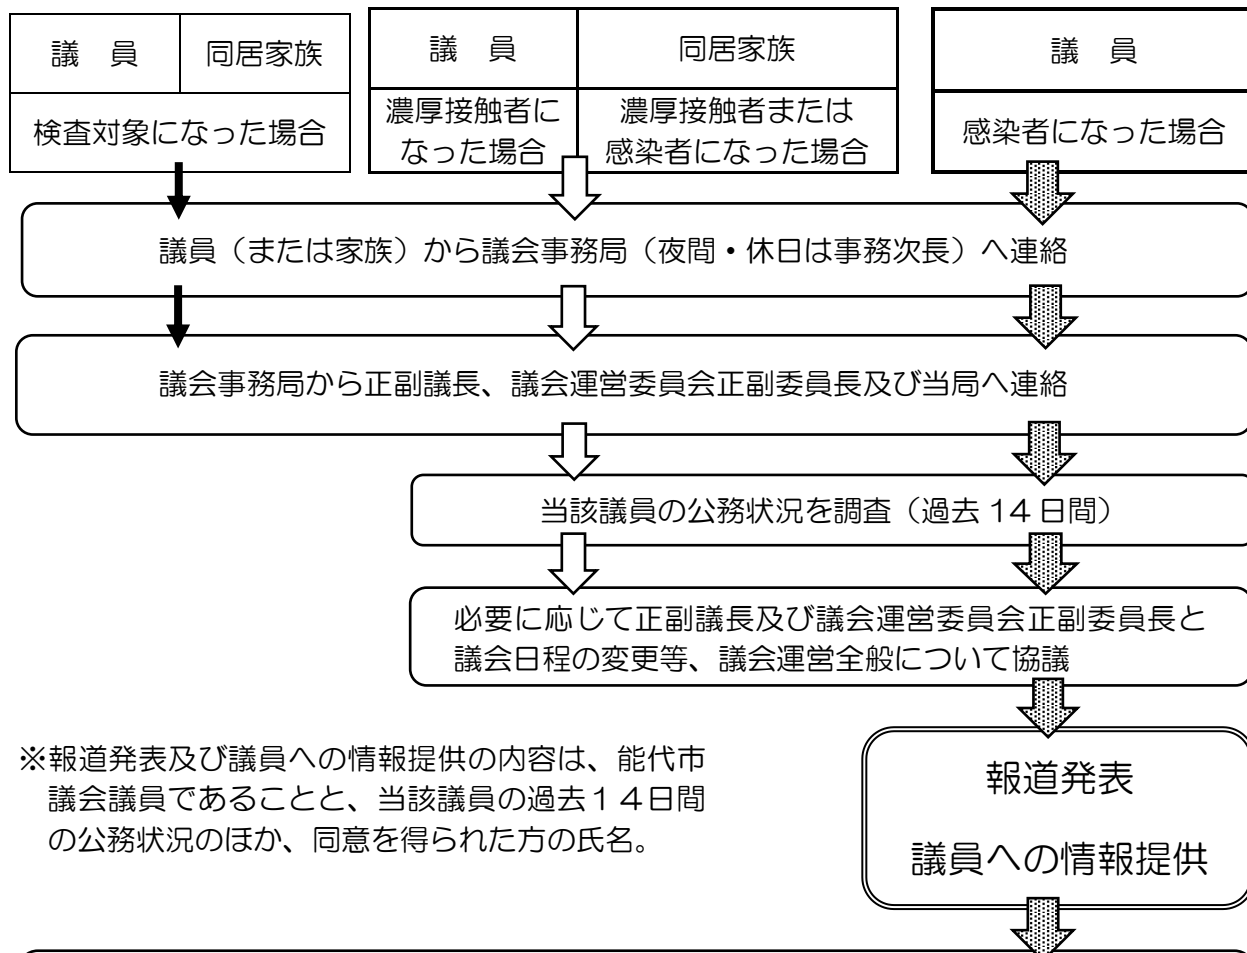 議　員
同居家族
検査対象になった場合
議　員
同居家族
濃厚接触者に
なった場合
濃厚接触者または
感染者になった場合
議　員
感染者になった場合
議員（または家族）から議会事務局（夜間・休日は事務次長）へ連絡
議会事務局から正副議長、議会運営委員会正副委員長及び当局へ連絡
当該議員の公務状況を調査（過去 14 日間）
必要に応じて正副議長及び議会運営委員会正副委員長と
議会日程の変更等、議会運営全般について協議
※報道発表及び議員への情報提供の内容は、能代市
議会議員であることと、当該議員の過去１４日間
の公務状況のほか、同意を得られた方の氏名。
報道発表
議員への情報提供